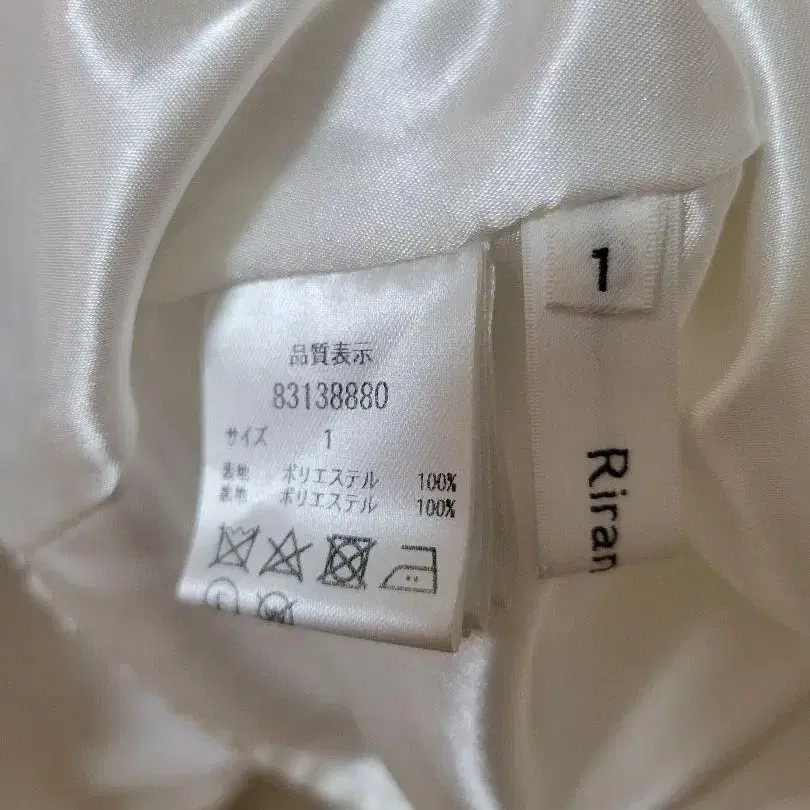 品質表示
83138880
サイズ 1
表地 ポリエステル 100%
裏地 ポリエステル 100%
1
Riran